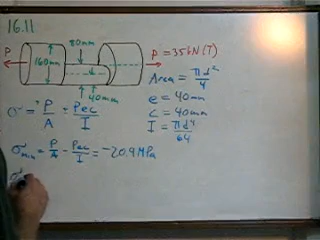 16.11
80mm
P
160mm
P = 35kN(T)
40mm
Area = πd²/4
e = 40mm
c = 40mm
I = πd⁴/64
σ = + P/A ± Pec/I
σmin = P/A - Pec/I = -20.9 MPa
σ